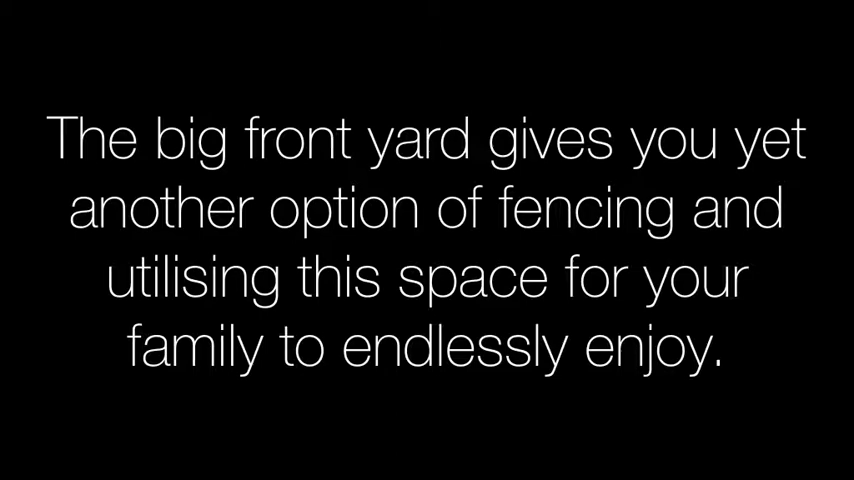 The big front yard gives you yet
another option of fencing and
utilising this space for your
family to endlessly enjoy.